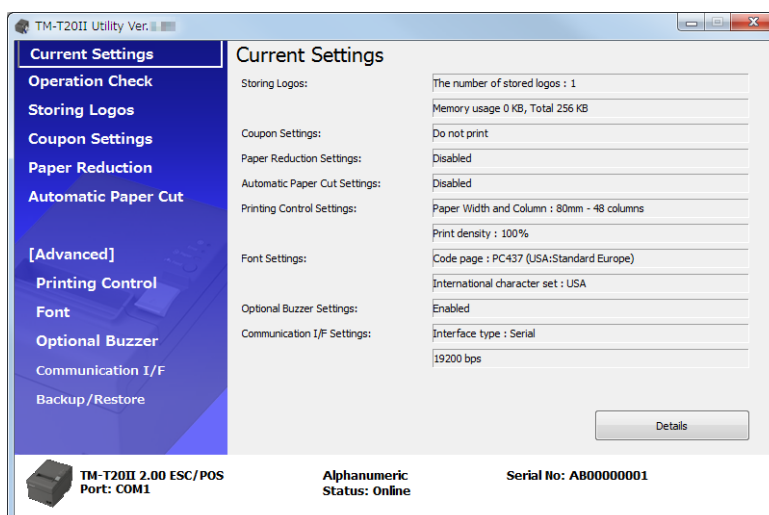 TM-T20II Utility Ver.
Current Settings
Operation Check
Storing Logos
Coupon Settings
Paper Reduction
Automatic Paper Cut
[Advanced]
Printing Control
Font
Optional Buzzer
Communication I/F
Backup/Restore
Current Settings
Storing Logos: The number of stored logos : 1
Memory usage 0 KB, Total 256 KB
Coupon Settings: Do not print
Paper Reduction Settings: Disabled
Automatic Paper Cut Settings: Disabled
Printing Control Settings: Paper Width and Column : 80mm - 48 columns
Print density : 100%
Font Settings: Code page : PC437 (USA:Standard Europe)
International character set : USA
Optional Buzzer Settings: Enabled
Communication I/F Settings: Interface type : Serial
19200 bps
Details
TM-T20II 2.00 ESC/POS Alphanumeric Serial No: AB00000001
Port: COM1 Status: Online